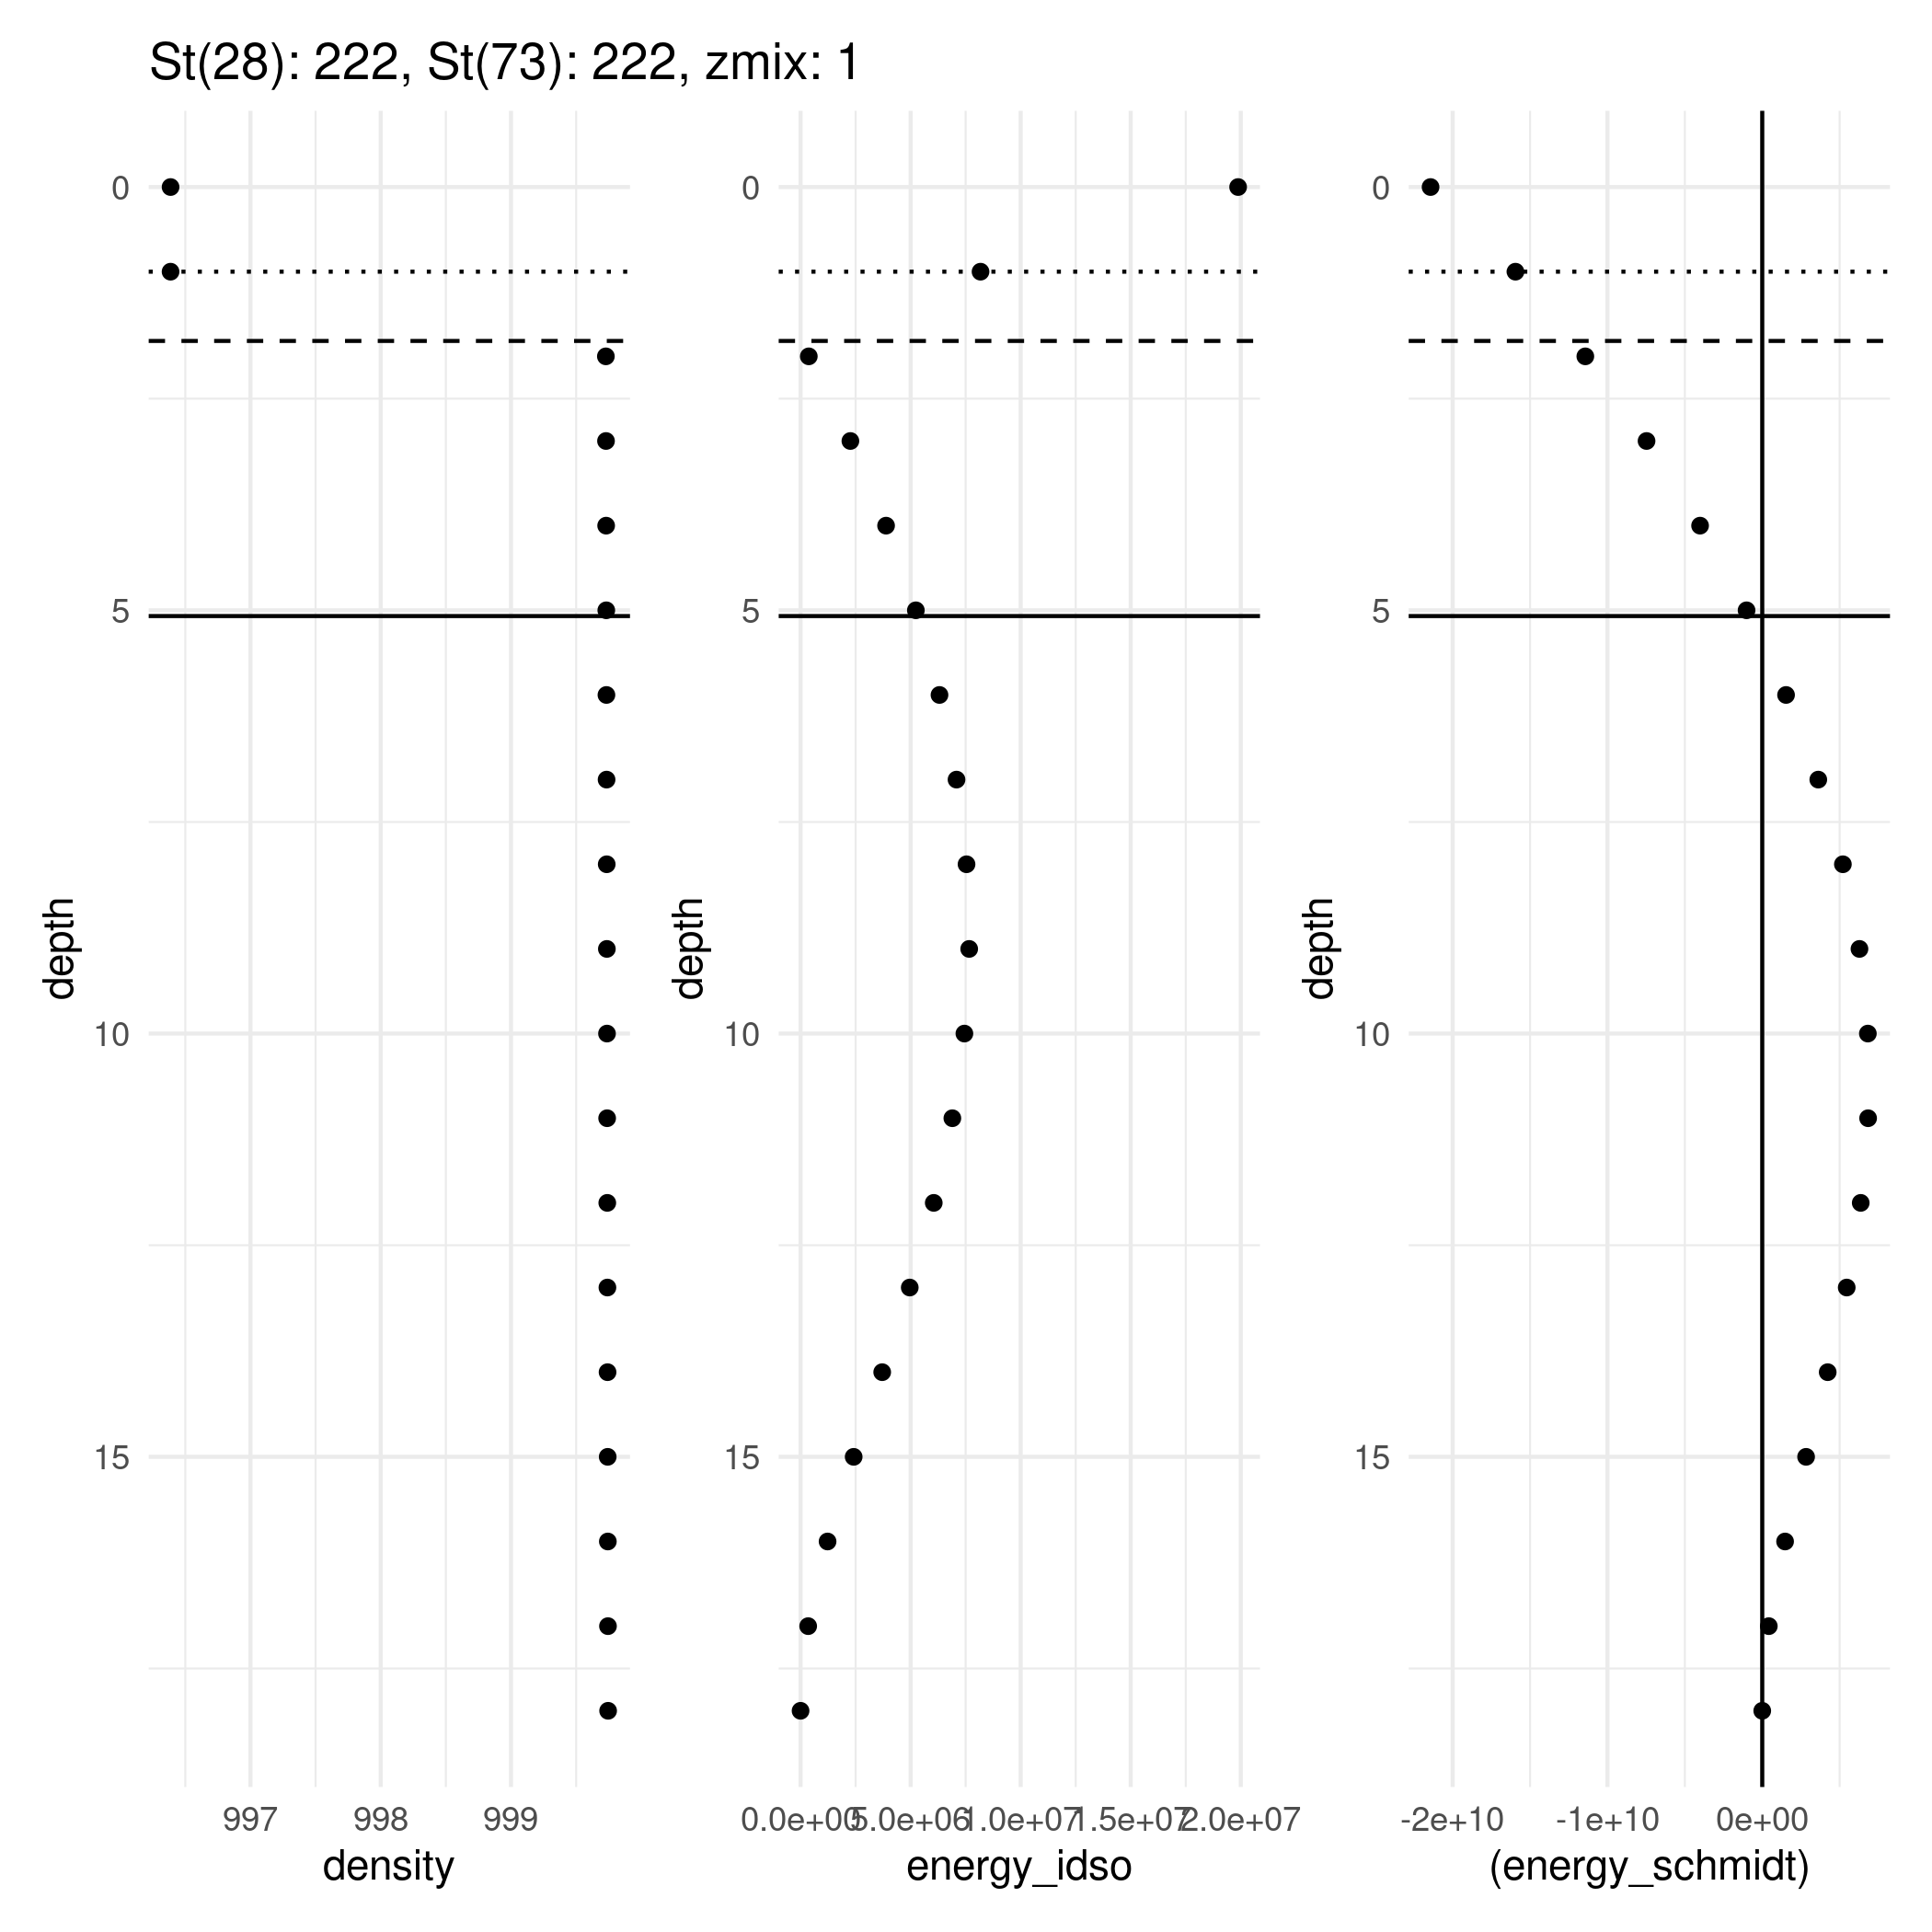 St(28): 222, St(73): 222, zmix: 1
0
5
10
15
depth
997 998 999
density
0
5
10
15
depth
0.0e+00 5.0e+06 1.0e+07 1.5e+07 2.0e+07
energy_idso
0
5
10
15
depth
-2e+10 -1e+10 0e+00
(energy_schmidt)